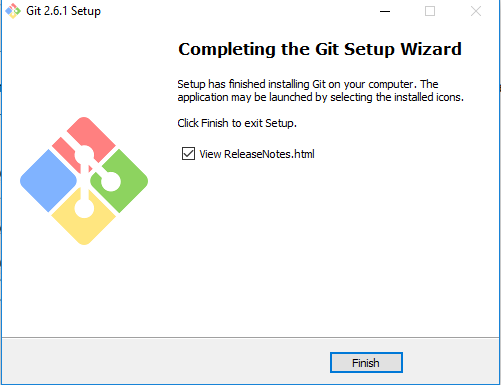 Git 2.6.1 Setup
Completing the Git Setup Wizard
Setup has finished installing Git on your computer. The
application may be launched by selecting the installed icons.
Click Finish to exit Setup.
View ReleaseNotes.html
Finish